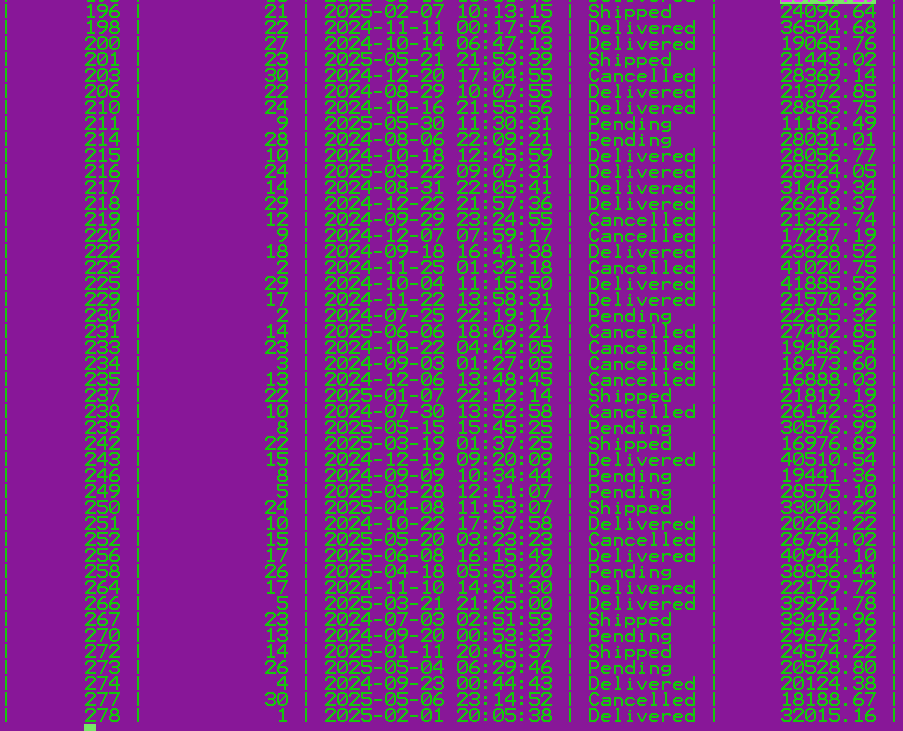 | 196 | 21 | 2025-02-07 10:13:15 | Shipped | 24096.64 |
| 198 | 22 | 2024-11-11 00:17:56 | Delivered | 36504.68 |
| 200 | 27 | 2024-10-14 06:47:13 | Delivered | 19065.76 |
| 201 | 23 | 2025-05-21 21:53:39 | Shipped | 21443.02 |
| 203 | 30 | 2024-12-20 17:04:55 | Cancelled | 28369.14 |
| 206 | 22 | 2024-08-29 10:07:55 | Delivered | 21372.85 |
| 210 | 24 | 2024-10-16 21:55:56 | Delivered | 28853.75 |
| 211 | 9 | 2025-05-30 11:30:31 | Pending | 11186.49 |
| 214 | 28 | 2024-08-06 22:09:21 | Pending | 28031.01 |
| 215 | 10 | 2024-10-18 12:45:59 | Delivered | 28056.77 |
| 216 | 24 | 2025-03-22 09:07:31 | Delivered | 28524.05 |
| 217 | 14 | 2024-08-31 22:05:41 | Delivered | 31469.34 |
| 218 | 29 | 2024-12-22 21:57:36 | Delivered | 26218.37 |
| 219 | 12 | 2024-09-29 23:24:55 | Cancelled | 21322.74 |
| 220 | 9 | 2024-12-07 07:59:17 | Cancelled | 17287.19 |
| 222 | 18 | 2024-09-18 16:41:38 | Delivered | 23628.52 |
| 223 | 2 | 2024-11-25 01:32:18 | Cancelled | 41020.75 |
| 225 | 29 | 2024-10-04 11:15:50 | Delivered | 41885.52 |
| 229 | 17 | 2024-11-22 13:58:31 | Delivered | 21570.92 |
| 230 | 2 | 2024-07-25 22:19:17 | Pending | 22655.32 |
| 231 | 14 | 2025-06-06 18:09:21 | Cancelled | 27402.85 |
| 233 | 23 | 2024-10-22 04:42:05 | Cancelled | 19486.54 |
| 234 | 3 | 2024-09-03 01:27:05 | Cancelled | 18473.60 |
| 235 | 13 | 2024-12-06 13:48:45 | Cancelled | 16888.03 |
| 237 | 22 | 2025-01-07 22:12:14 | Shipped | 21819.19 |
| 238 | 10 | 2024-07-30 13:52:58 | Cancelled | 26142.33 |
| 239 | 8 | 2025-05-15 15:45:25 | Pending | 30576.99 |
| 242 | 22 | 2025-03-19 01:37:25 | Shipped | 16976.89 |
| 243 | 15 | 2024-12-19 09:20:09 | Delivered | 40510.54 |
| 246 | 8 | 2024-09-09 10:34:44 | Pending | 19441.36 |
| 249 | 5 | 2025-03-28 12:11:07 | Pending | 28575.10 |
| 250 | 24 | 2025-04-08 11:53:07 | Shipped | 33000.22 |
| 251 | 10 | 2024-10-22 17:37:58 | Delivered | 20263.22 |
| 252 | 15 | 2025-05-20 03:23:23 | Cancelled | 26734.02 |
| 256 | 17 | 2025-06-08 16:15:49 | Delivered | 40944.10 |
| 258 | 26 | 2025-04-18 05:53:20 | Pending | 38836.44 |
| 264 | 17 | 2024-11-10 14:31:30 | Delivered | 22179.72 |
| 266 | 5 | 2025-03-21 21:25:00 | Delivered | 39921.78 |
| 267 | 23 | 2024-07-03 02:51:59 | Shipped | 33419.96 |
| 270 | 13 | 2024-09-20 00:53:33 | Pending | 29673.12 |
| 272 | 14 | 2025-01-11 20:45:37 | Shipped | 24574.22 |
| 273 | 26 | 2025-05-04 06:29:46 | Pending | 20528.80 |
| 274 | 4 | 2024-09-23 00:44:43 | Delivered | 20124.38 |
| 277 | 30 | 2025-05-06 23:14:52 | Cancelled | 18188.67 |
| 278 | 1 | 2025-02-01 20:05:38 | Delivered | 32015.16 |